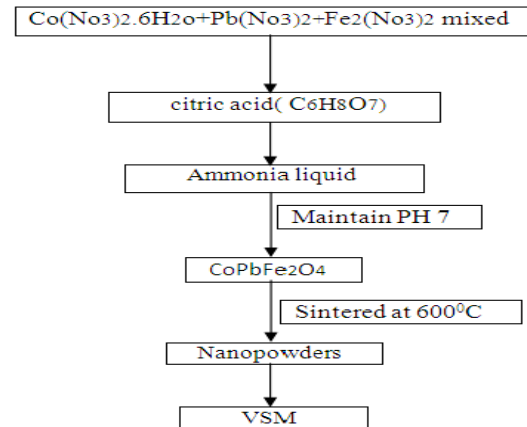 Co(No3)2.6H2o+Pb(No3)2+Fe2(No3)2 mixed
citric acid( C6H8O7)
Ammonia liquid
Maintain PH 7
CoPbFe2O4
Sintered at 600⁰C
Nanopowders
VSM